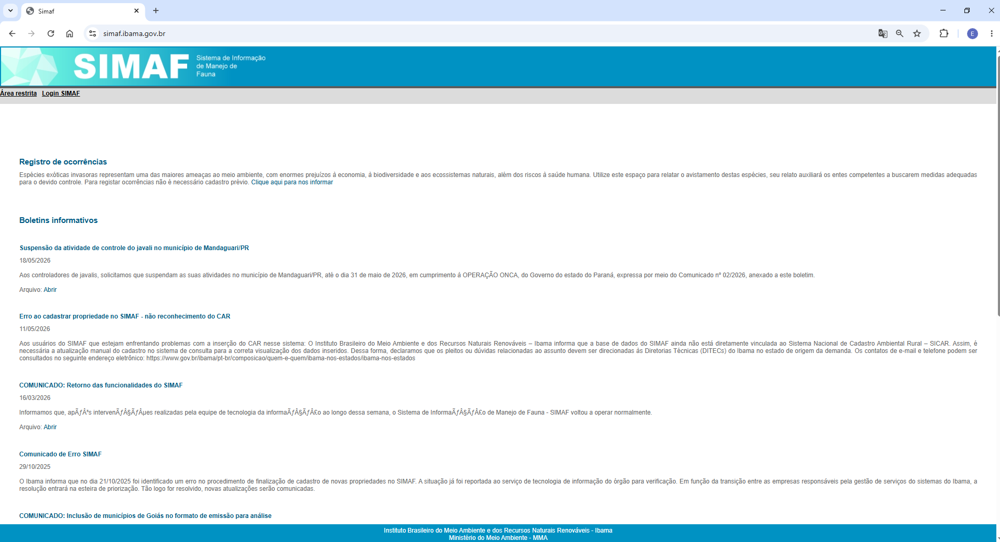 Simaf
simaf.ibama.gov.br
E
SIMAF
Sistema de Informação
de Manejo de
Fauna
Área restrita Login SIMAF
Registro de ocorrências
Espécies exóticas invasoras representam uma das maiores ameaças ao meio ambiente, com enormes prejuízos à economia, à biodiversidade e aos ecossistemas naturais, além dos riscos à saúde humana. Utilize este espaço para relatar o avistamento destas espécies, seu relato auxiliará os entes competentes a buscarem medidas adequadas
para o devido controle. Para registar ocorrências não é necessário cadastro prévio. Clique aqui para nos informar
Boletins informativos
Suspensão da atividade de controle do javali no município de Mandaguari/PR
18/05/2026
Aos controladores de javalis, solicitamos que suspendam as suas atividades no município de Mandaguari/PR, até o dia 31 de maio de 2026, em cumprimento à OPERAÇÃO ONCA, do Governo do estado do Paraná, expressa por meio do Comunicado nº 02/2026, anexado a este boletim.
Arquivo: Abrir
Erro ao cadastrar propriedade no SIMAF - não reconhecimento do CAR
11/05/2026
Aos usuários do SIMAF que estejam enfrentando problemas com a inserção do CAR nesse sistema: O Instituto Brasileiro do Meio Ambiente e dos Recursos Naturais Renováveis – Ibama informa que a base de dados do SIMAF ainda não está diretamente vinculada ao Sistema Nacional de Cadastro Ambiental Rural – SICAR. Assim, é
necessária a atualização manual do cadastro no sistema de consulta para a correta visualização dos dados inseridos. Dessa forma, declaramos que os pleitos ou dúvidas relacionadas ao assunto devem ser direcionadas às Diretorias Técnicas (DITECs) do Ibama no estado de origem da demanda. Os contatos de e-mail e telefone podem ser
consultados no seguinte endereço eletrônico: https://www.gov.br/ibama/pt-br/composicao/quem-e-quem/ibama-nos-estados/ibama-nos-estados
COMUNICADO: Retorno das funcionalidades do SIMAF
16/03/2026
Informamos que, apÃƒÂ³s intervenÃƒÂ§ÃƒÂµes realizadas pela equipe de tecnologia da informaÃƒÂ§ÃƒÂ£o ao longo dessa semana, o Sistema de InformaÃƒÂ§ÃƒÂ£o de Manejo de Fauna - SIMAF voltou a operar normalmente.
Arquivo: Abrir
Comunicado de Erro SIMAF
29/10/2025
O Ibama informa que no dia 21/10/2025 foi identificado um erro no procedimento de finalização de cadastro de novas propriedades no SIMAF. A situação já foi reportada ao serviço de tecnologia de informação do órgão para verificação. Em função da transição entre as empresas responsáveis pela gestão de serviços do sistemas do Ibama, a
resolução entrará na esteira de priorização. Tão logo for resolvido, novas atualizações serão comunicadas.
COMUNICADO: Inclusão de municípios de Goiás no formato de emissão para análise
Instituto Brasileiro do Meio Ambiente e dos Recursos Naturais Renováveis - Ibama
Ministério do Meio Ambiente - MMA